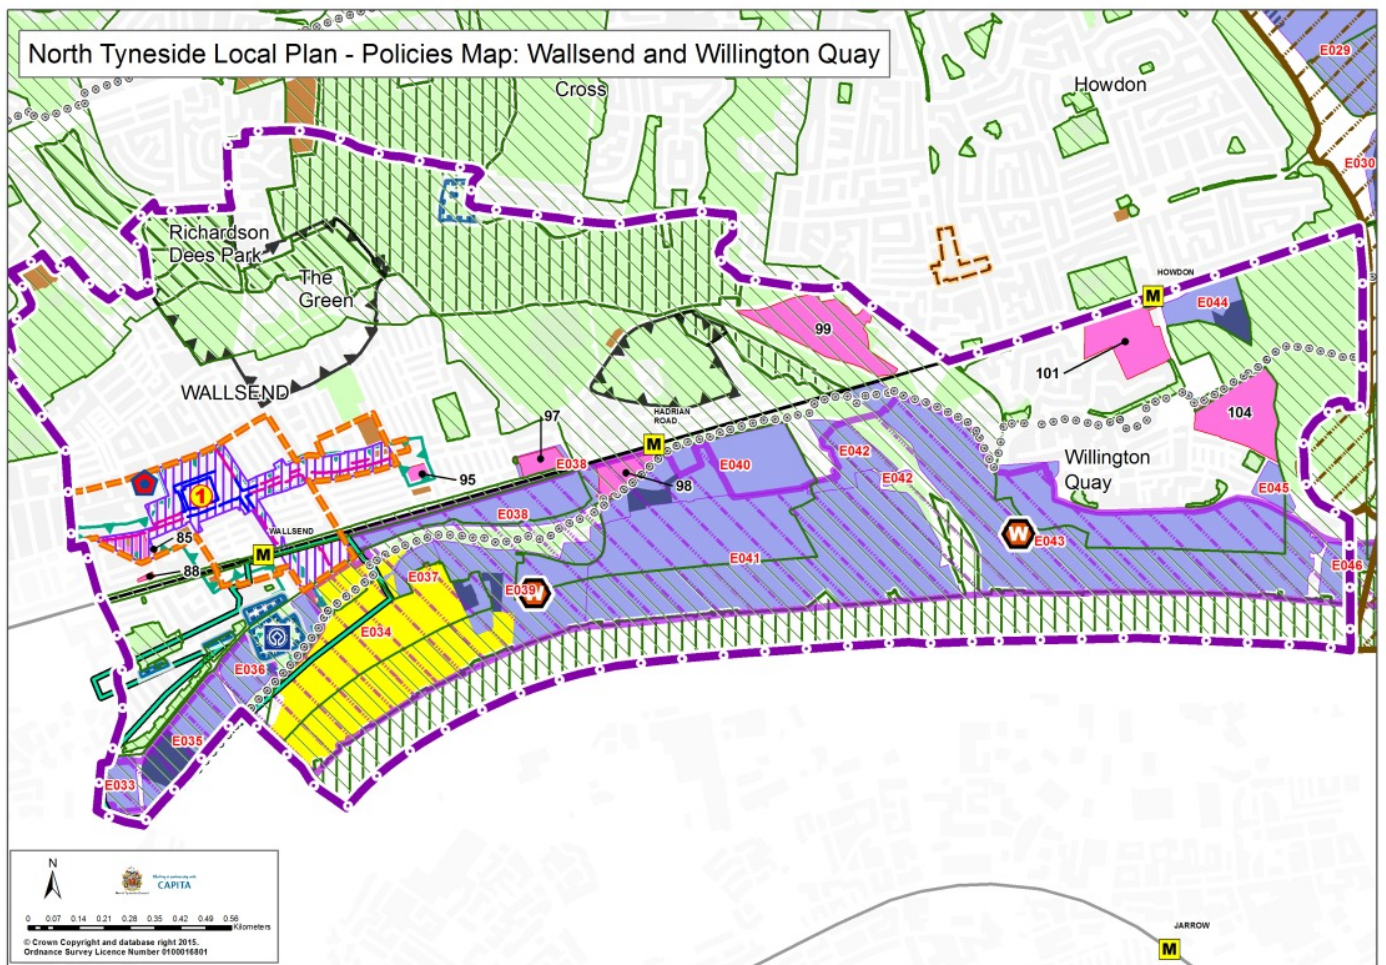 North Tyneside Local Plan - Policies Map: Wallsend and Willington Quay
E029
Cross
Howdon
E030
Richardson
Dees Park
The
Green
HOWDON
M
E044
99
101
WALLSEND
104
97
HADRIAN
ROAD
M
E038
E040
E042
Willington
Quay
95
98
E042
E045
1
E038
85
WALLSEND
M
W
E043
E041
E046
88
E037
E039
W
E034
E036
E035
E033
N
CAPITA
0 0.07 0.14 0.21 0.28 0.35 0.42 0.49 0.56
Kilometers
© Crown Copyright and database right 2015.
Ordnance Survey Licence Number 0100016801
JARROW
M